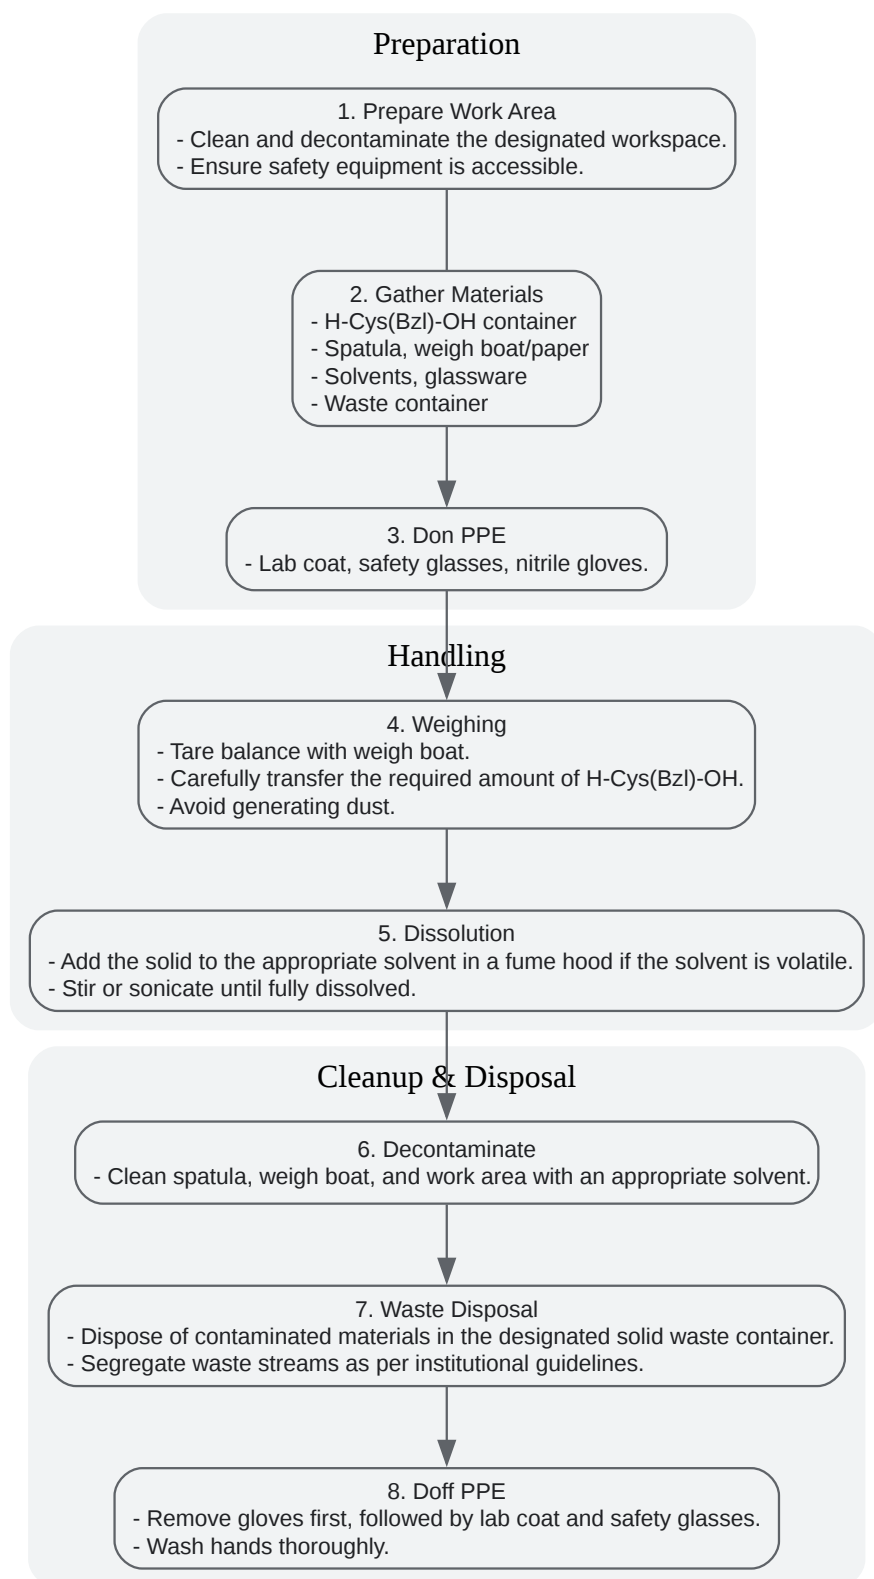 Preparation
1. Prepare Work Area
- Clean and decontaminate the designated workspace.
- Ensure safety equipment is accessible.
2. Gather Materials
- H-Cys(Bzl)-OH container
- Spatula, weigh boat/paper
- Solvents, glassware
- Waste container
3. Don PPE
- Lab coat, safety glasses, nitrile gloves.
Handling
4. Weighing
- Tare balance with weigh boat.
- Carefully transfer the required amount of H-Cys(Bzl)-OH.
- Avoid generating dust.
5. Dissolution
- Add the solid to the appropriate solvent in a fume hood if the solvent is volatile.
- Stir or sonicate until fully dissolved.
Cleanup & Disposal
6. Decontaminate
- Clean spatula, weigh boat, and work area with an appropriate solvent.
7. Waste Disposal
- Dispose of contaminated materials in the designated solid waste container.
- Segregate waste streams as per institutional guidelines.
8. Doff PPE
- Remove gloves first, followed by lab coat and safety glasses.
- Wash hands thoroughly.